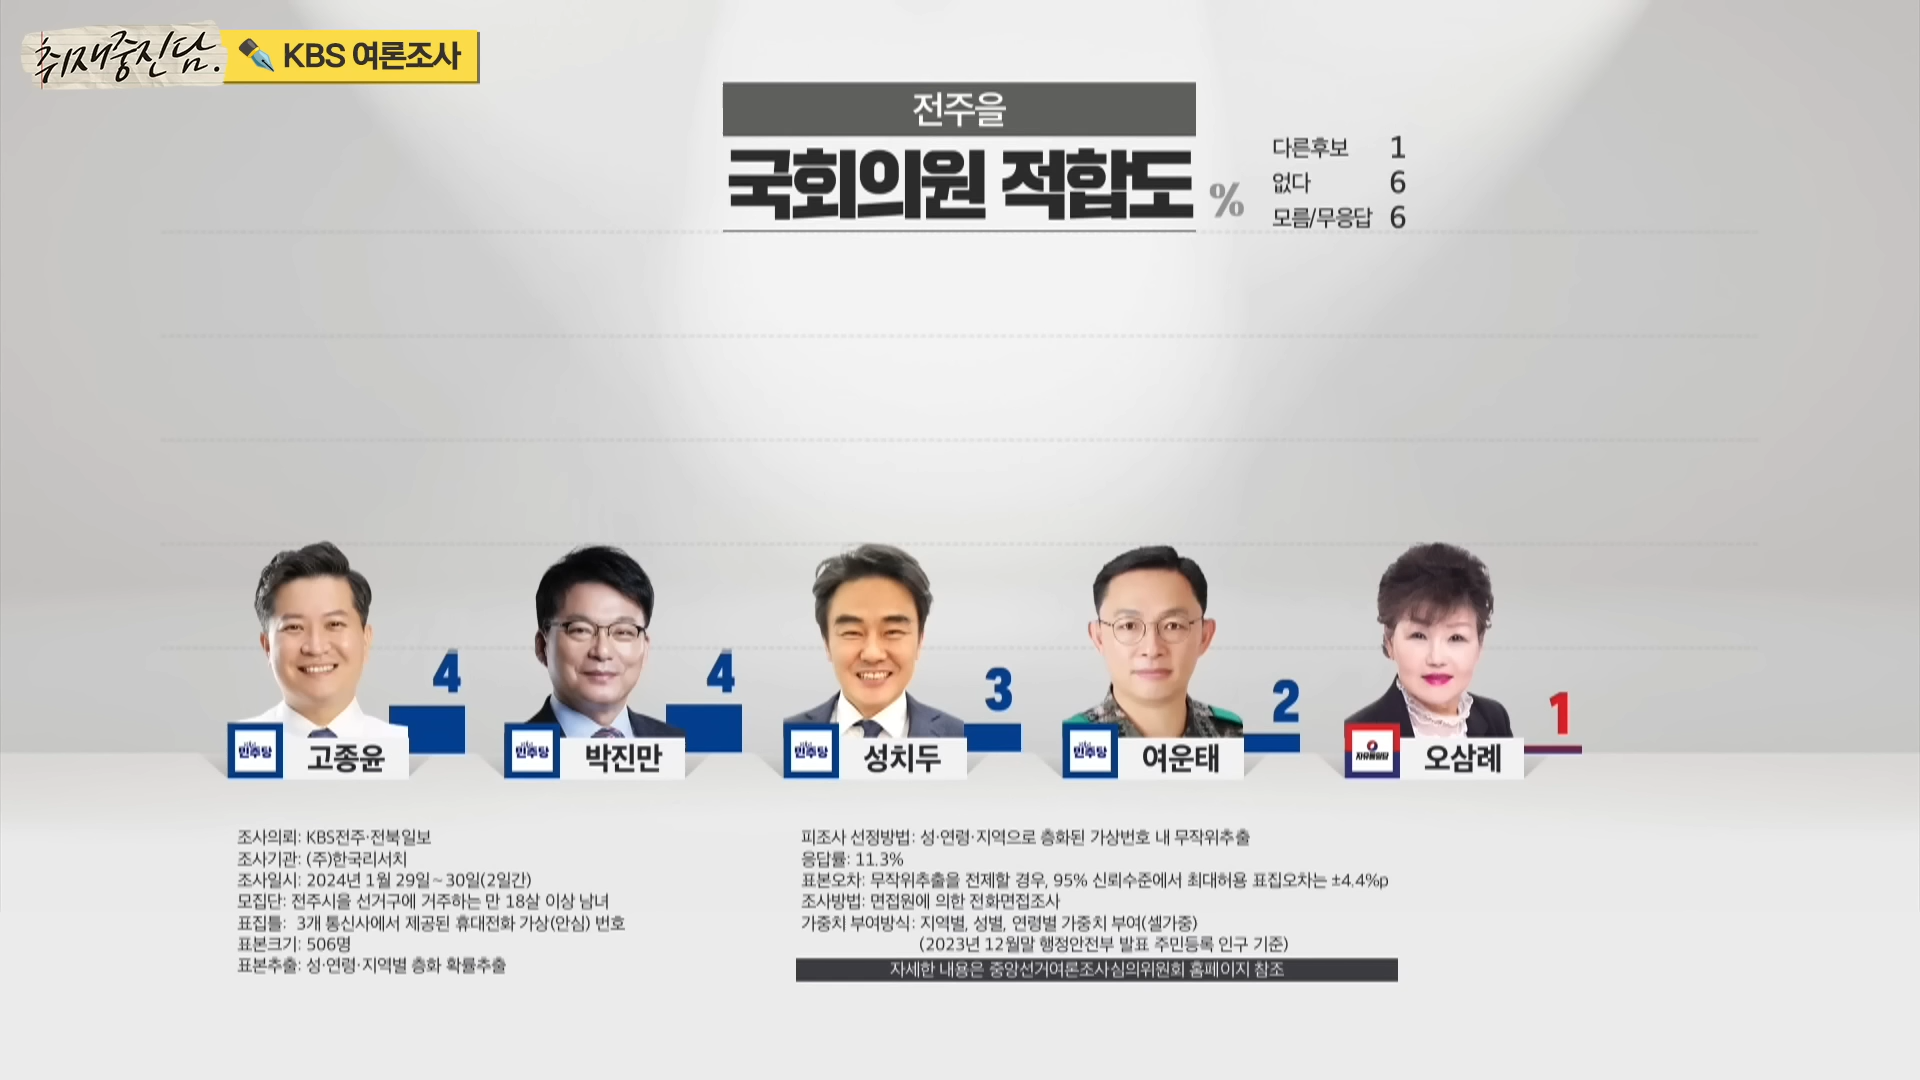 취재중진담.
KBS 여론조사
전주을
국회의원 적합도 %
다른후보 1
없다 6
모름/무응답 6
4
4
3
2
1
민주당 고종윤
민주당 박진만
민주당 성치두
민주당 여운태
자유통일당 오삼례
조사의뢰: KBS전주·전북일보
조사기관: (주)한국리서치
조사일시: 2024년 1월 29일~30일(2일간)
모집단: 전주시을 선거구에 거주하는 만 18살 이상 남녀
표집틀: 3개 통신사에서 제공된 휴대전화 가상(안심) 번호
표본크기: 506명
표본추출: 성·연령·지역별 층화 확률추출
피조사 선정방법: 성·연령·지역으로 층화된 가상번호 내 무작위추출
응답률: 11.3%
표본오차: 무작위추출을 전제할 경우, 95% 신뢰수준에서 최대허용 표집오차는 ±4.4%p
조사방법: 면접원에 의한 전화면접조사
가중치 부여방식: 지역별, 성별, 연령별 가중치 부여(셀가중)
(2023년 12월말 행정안전부 발표 주민등록 인구 기준)
자세한 내용은 중앙선거여론조사심의위원회 홈페이지 참조